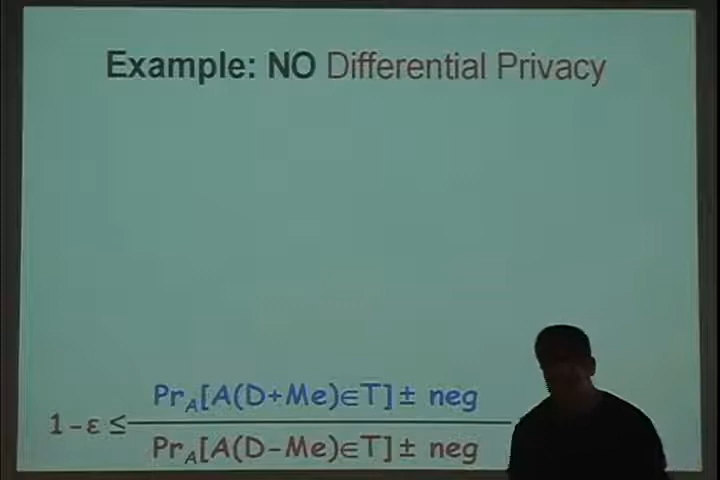 Example: NO Differential Privacy
Pr_A[A(D+Me)∈T]± neg
1-ε ≤
Pr_A[A(D-Me)∈T]± neg